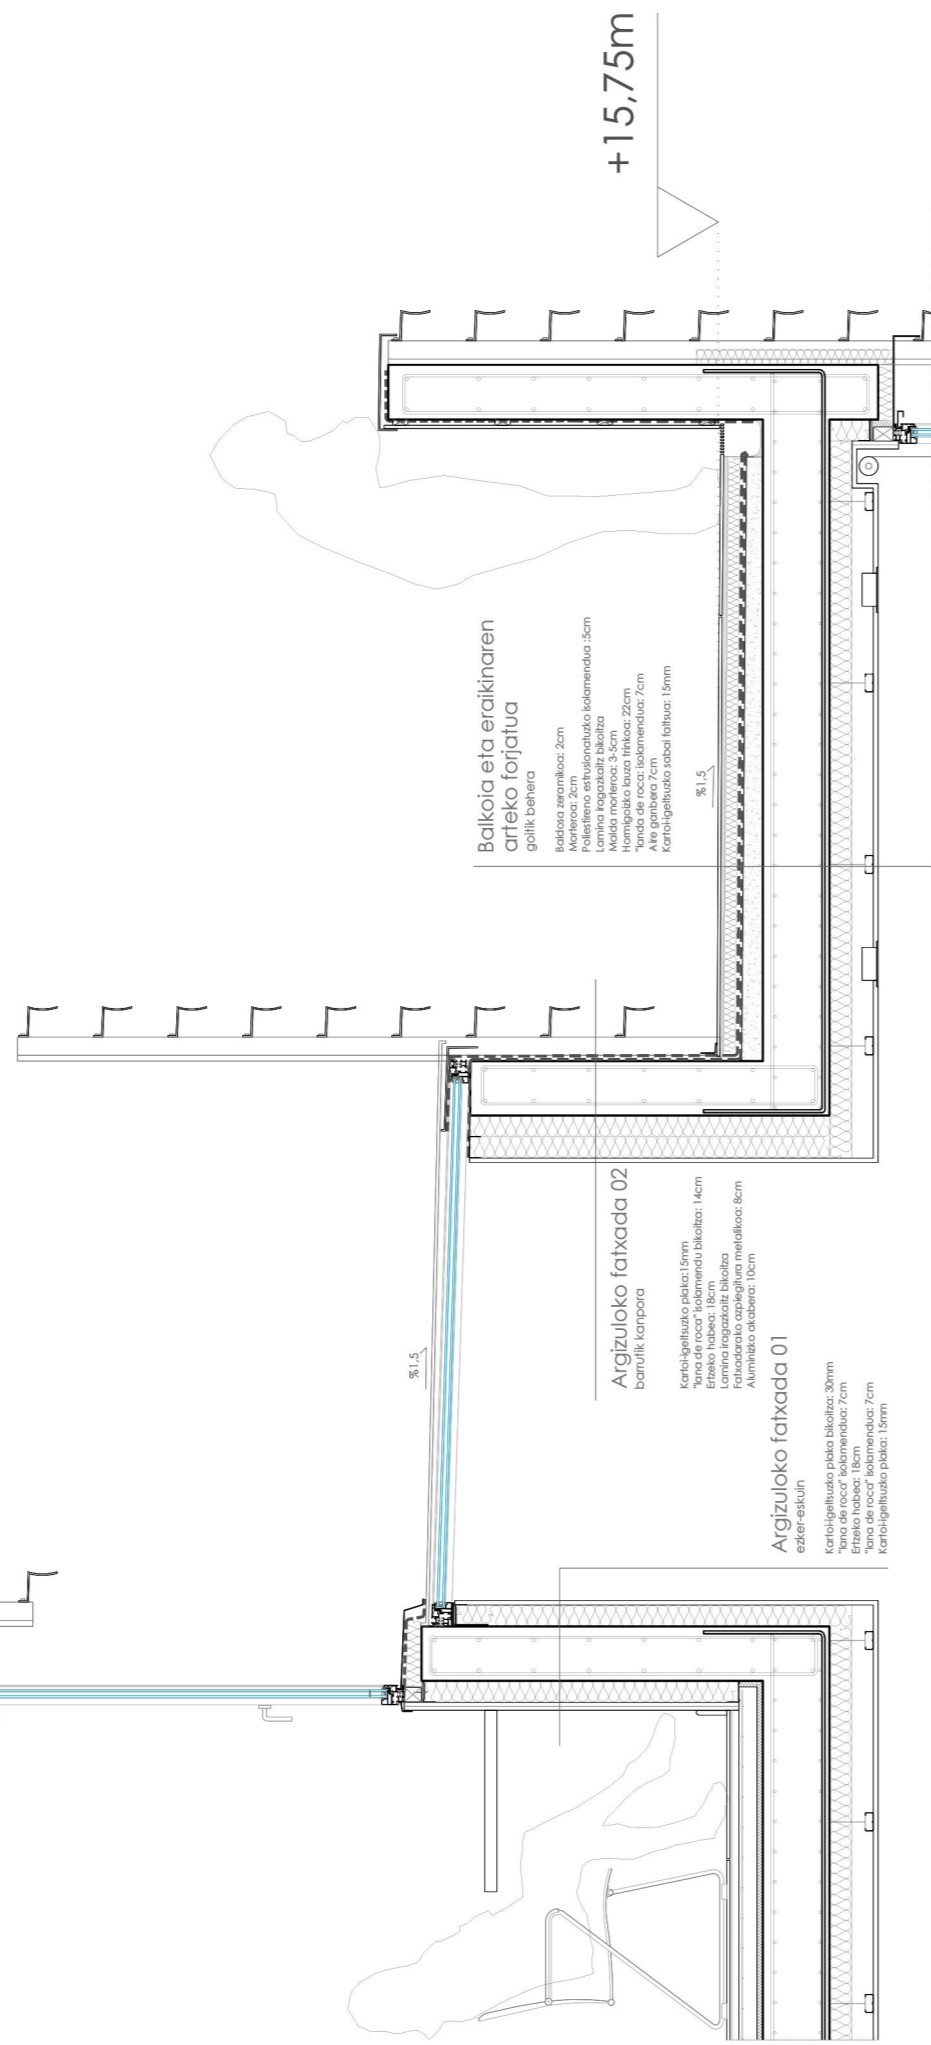 +15,75m
Balkoia eta eraikinaren
arteko forjatua
goitik behera
Baldosa zeramikoa: 2cm
Morteroa: 2cm
Poliestireno estrusionatuzko isolamendua :5cm
Lamina iragazkaitz bikoitza
Malda morteroa: 3-5cm
Hormigoizko lauza trinkoa: 22cm
"landa de roca: isolamendua: 7cm
Aire ganbera 7cm
Kartoi-igeltsuzko sabai faltsua: 15mm
%1,5
Argizuloko fatxada 02
barrutik kanpora
Kartoi-igeltsuzko plaka:15mm
"lana de roca" isolamendu bikoitza: 14cm
Ertzeko habea: 18cm
Lamina iragazkaitz bikoitza
Fatxadarako azpiegitura metalikoa: 8cm
Aluminizko akabera: 10cm
%1,5
Argizuloko fatxada 01
ezker-eskuin
Kartoi-igeltsuzko plaka bikoitza: 30mm
"lana de roca" isolamendua: 7cm
Ertzeko habea: 18cm
"lana de roca" isolamendua: 7cm
Kartoi-igeltsuzko plaka: 15mm